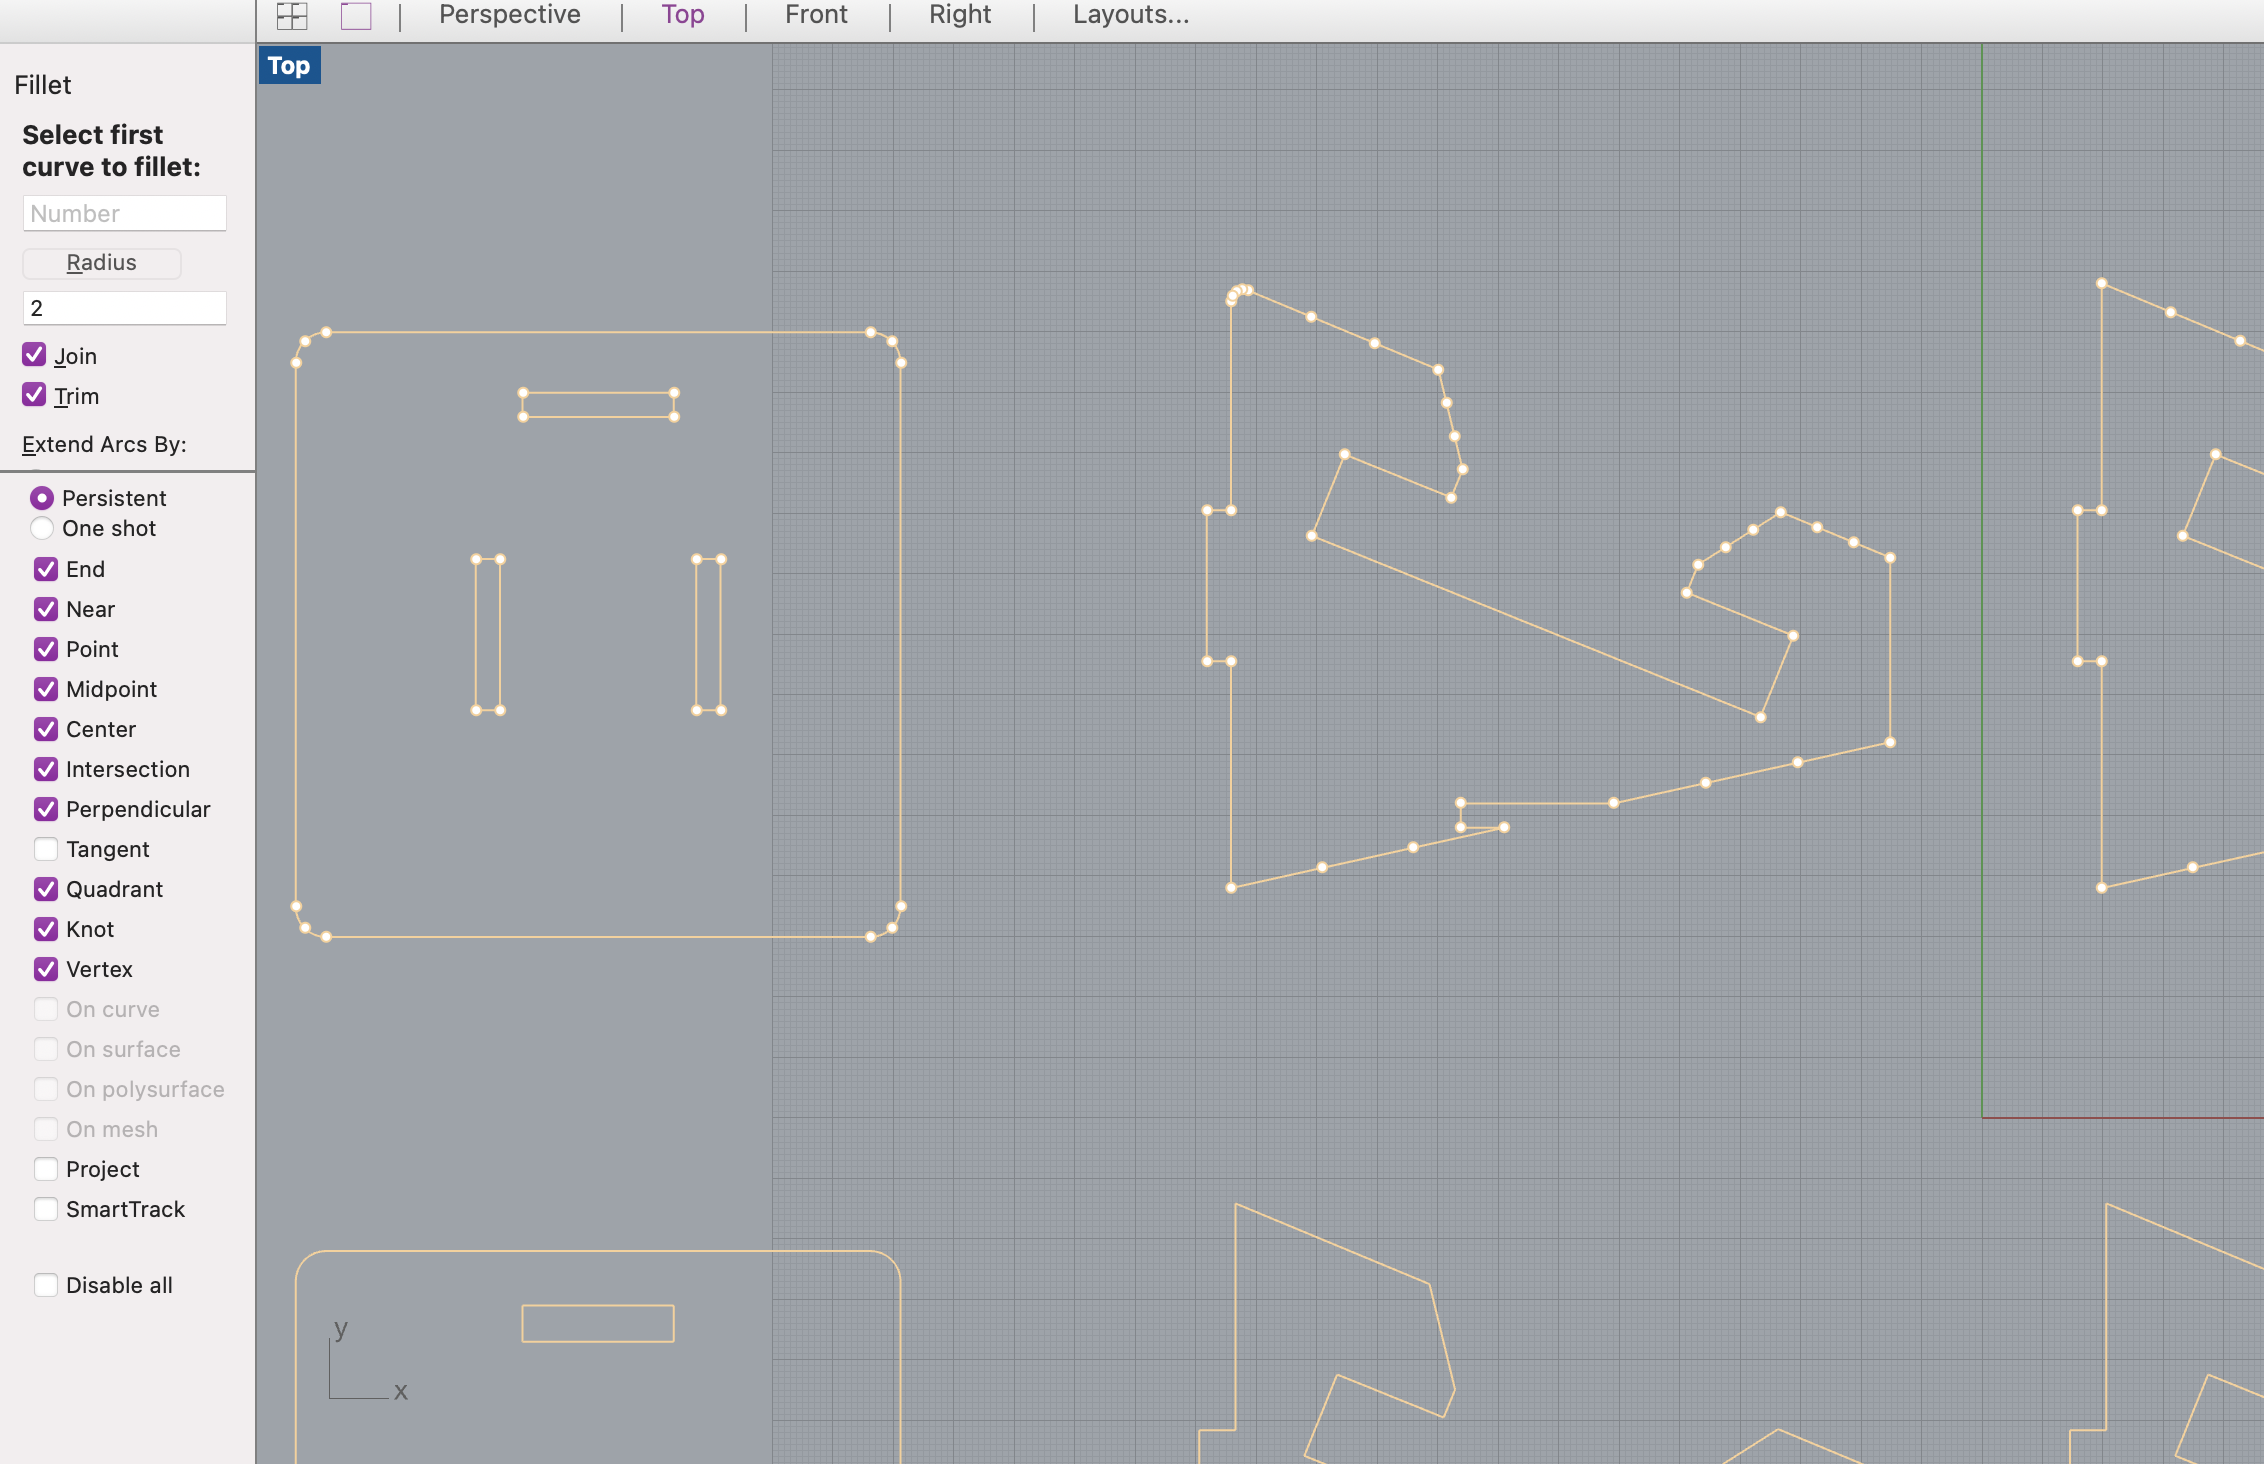 Perspective | Top | Front | Right | Layouts...
Top
Fillet
Select first
curve to fillet:
Number
Radius
2
Join
Trim
Extend Arcs By:
Persistent
One shot
End
Near
Point
Midpoint
Center
Intersection
Perpendicular
Tangent
Quadrant
Knot
Vertex
On curve
On surface
On polysurface
On mesh
Project
SmartTrack
Disable all
y
x